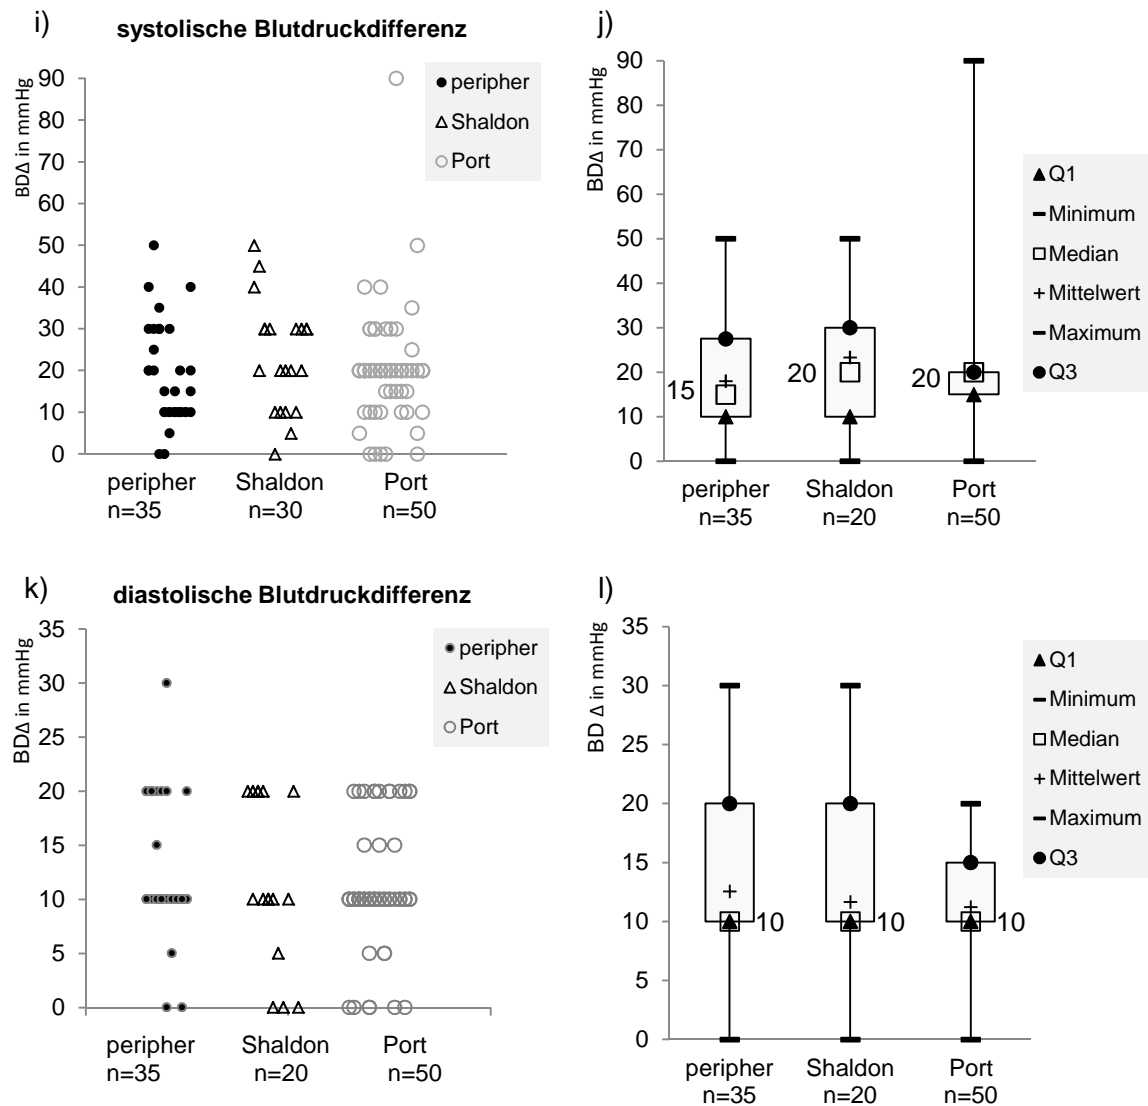 i)
systolische Blutdruckdifferenz
BDΔ in mmHg
90
80
70
60
50
40
30
20
10
0
peripher
Shaldon
Port
peripher
n=35
Shaldon
n=30
Port
n=50
j)
BDΔ in mmHg
90
80
70
60
50
40
30
20
10
0
15
20
20
Q1
Minimum
Median
Mittelwert
Maximum
Q3
peripher
n=35
Shaldon
n=20
Port
n=50
k)
diastolische Blutdruckdifferenz
BDΔ in mmHg
35
30
25
20
15
10
5
0
peripher
Shaldon
Port
peripher
n=35
Shaldon
n=20
Port
n=50
l)
BD Δ in mmHg
35
30
25
20
15
10
5
0
10
10
10
Q1
Minimum
Median
Mittelwert
Maximum
Q3
peripher
n=35
Shaldon
n=20
Port
n=50